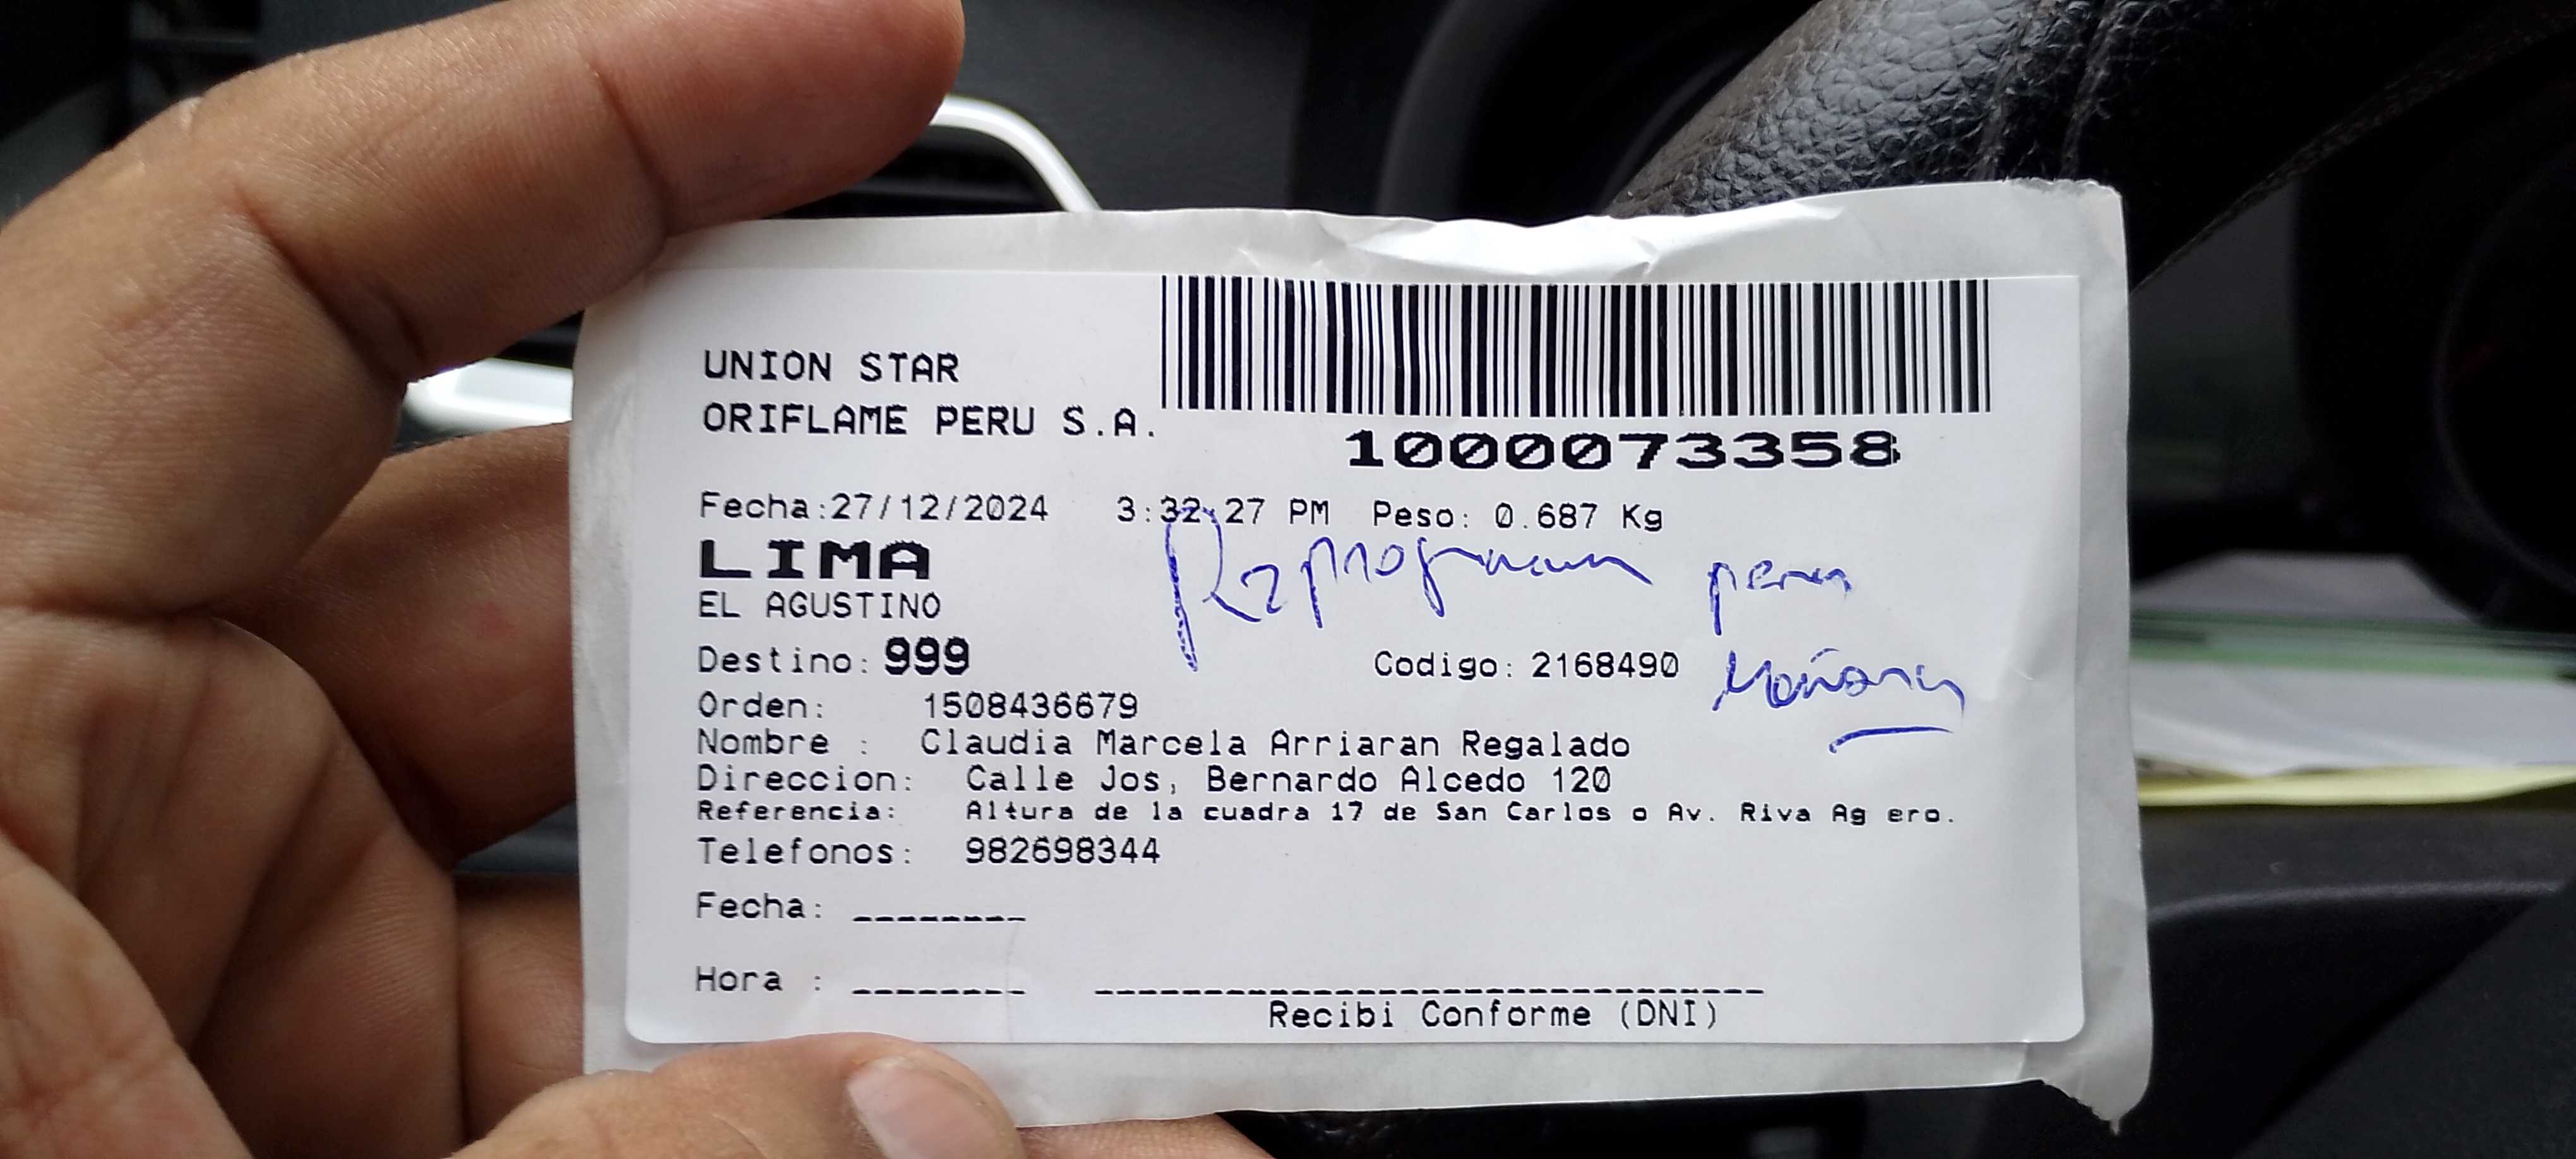 UNION STAR
ORIFLAME PERU S.A.
1000073358
Fecha:27/12/2024 3:32:27 PM Peso: 0.687 Kg
LIMA
Reprograman para
EL AGUSTINO
Destino: 999 Codigo: 2168490 Mañana
Orden: 1508436679
Nombre : Claudia Marcela Arriaran Regalado
Direccion: Calle Jos, Bernardo Alcedo 120
Referencia: Altura de la cuadra 17 de San Carlos o Av. Riva Ag ero.
Telefonos: 982698344
Fecha: ________
Hora : ________
Recibi Conforme (DNI)